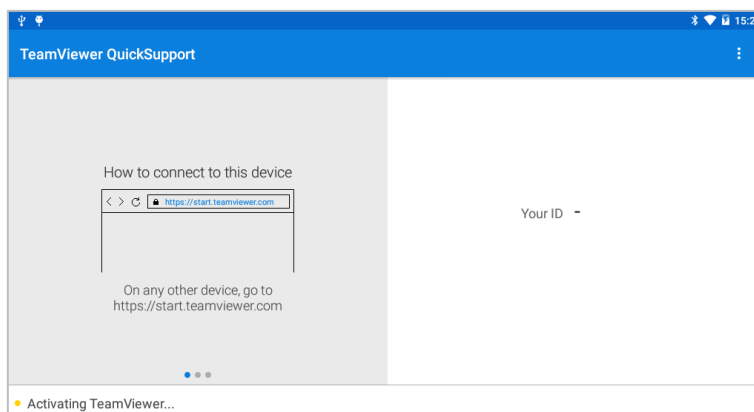 15:2
TeamViewer QuickSupport
How to connect to this device
https://start.teamviewer.com
On any other device, go to
https://start.teamviewer.com
Your ID -
Activating TeamViewer...